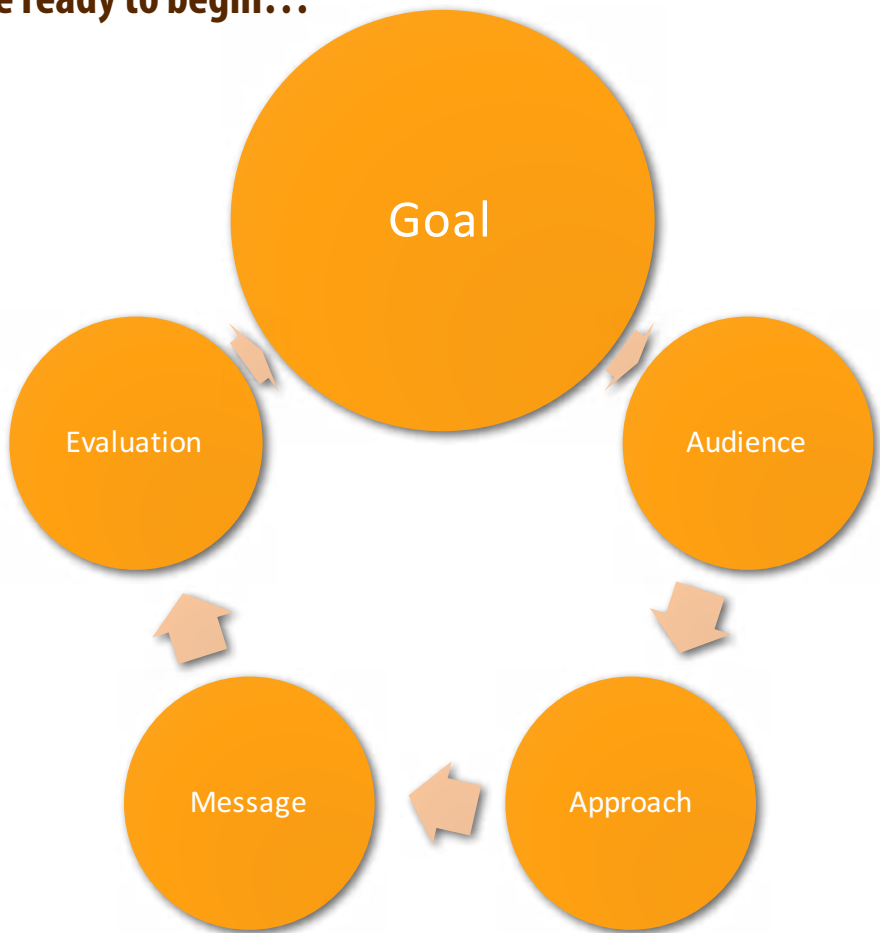 ready to begin…
Goal
Audience
Approach
Message
Evaluation